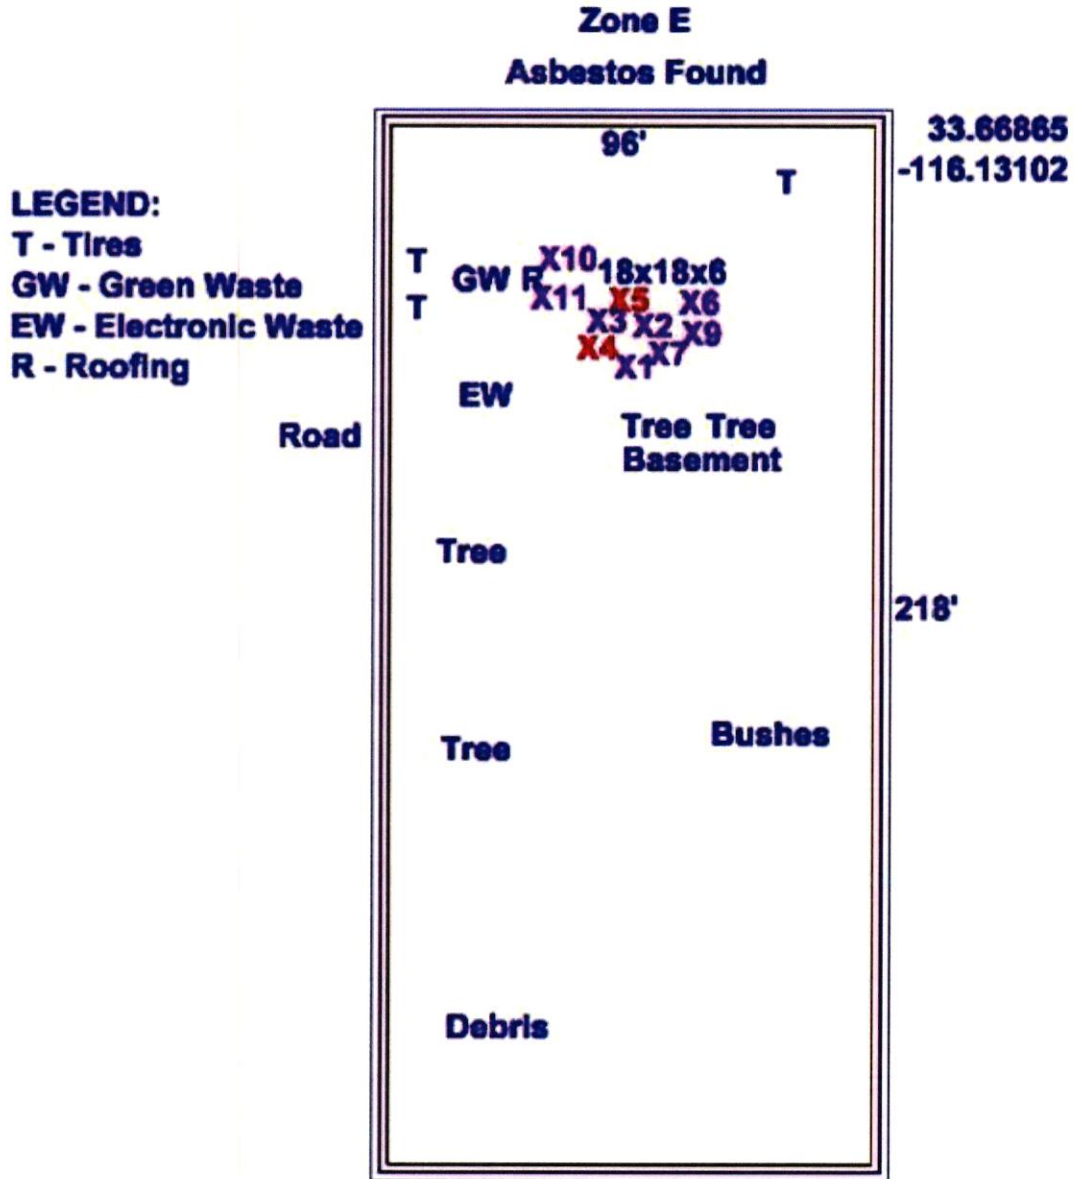 Zone E
Asbestos Found
96'
33.66865
-116.13102
T
LEGEND:
T - Tires
GW - Green Waste
EW - Electronic Waste
R - Roofing
T
GW R
T
X10
18x18x6
X11
X5
X6
X3
X2
X9
X4
X1
X7
EW
Road
Tree Tree
Basement
Tree
218'
Tree
Bushes
Debris